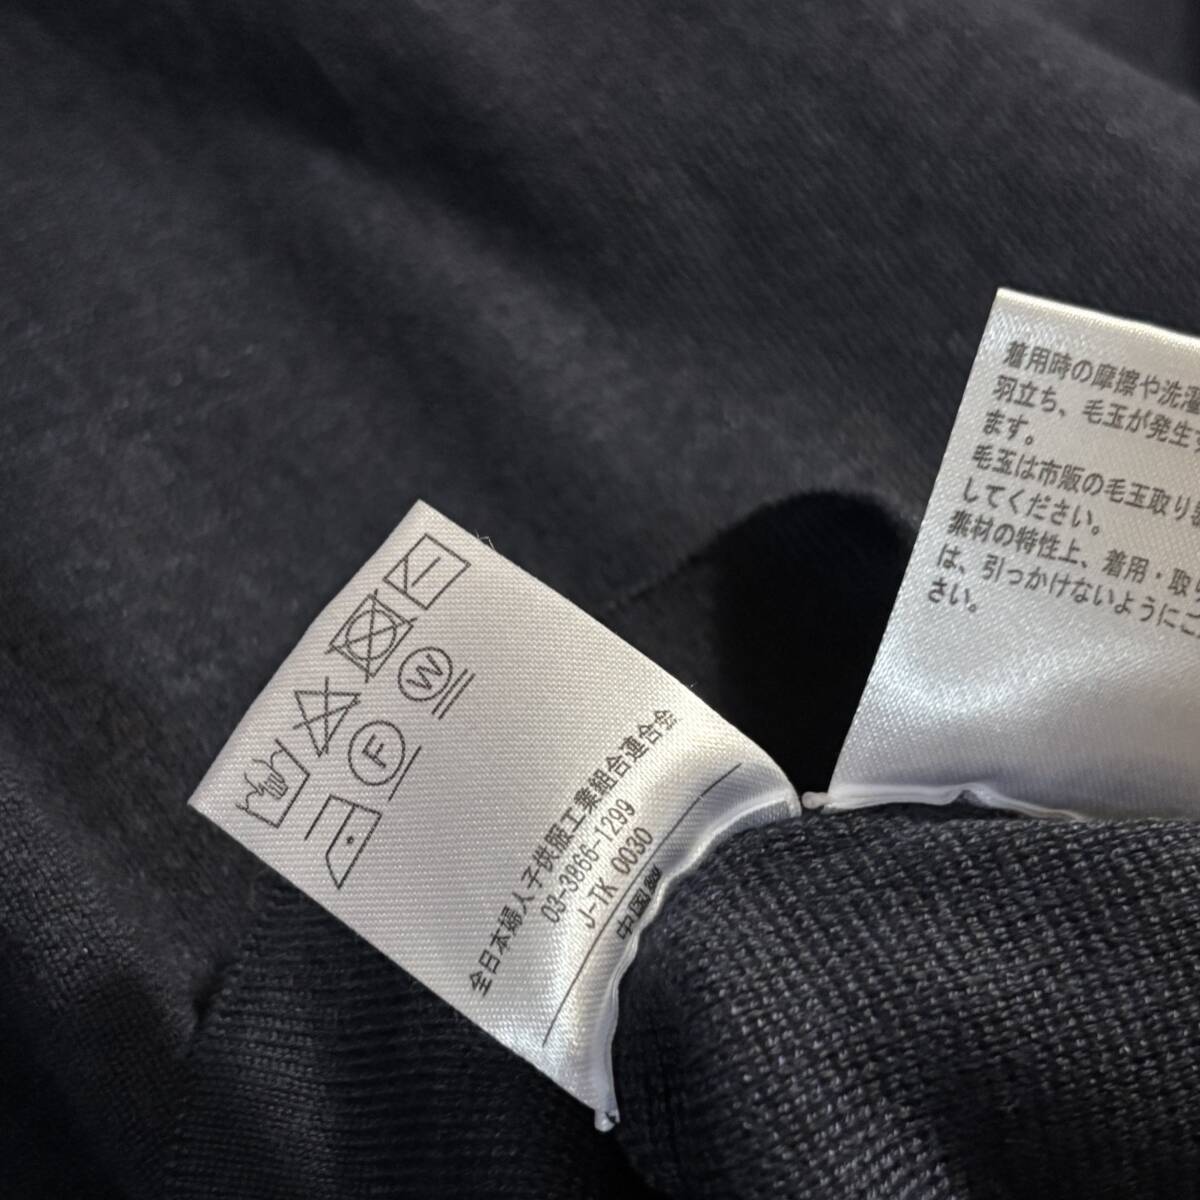 W
F
全日本婦人子供服工業組合連合会
03-3866-1299
J-TK 0030
中国製
着用時の摩擦や洗濯
羽立ち、毛玉が発生
ます。
毛玉は市販の毛玉取り
してください。
素材の特性上、着用・取り
は、引っかけないようにご
さい。